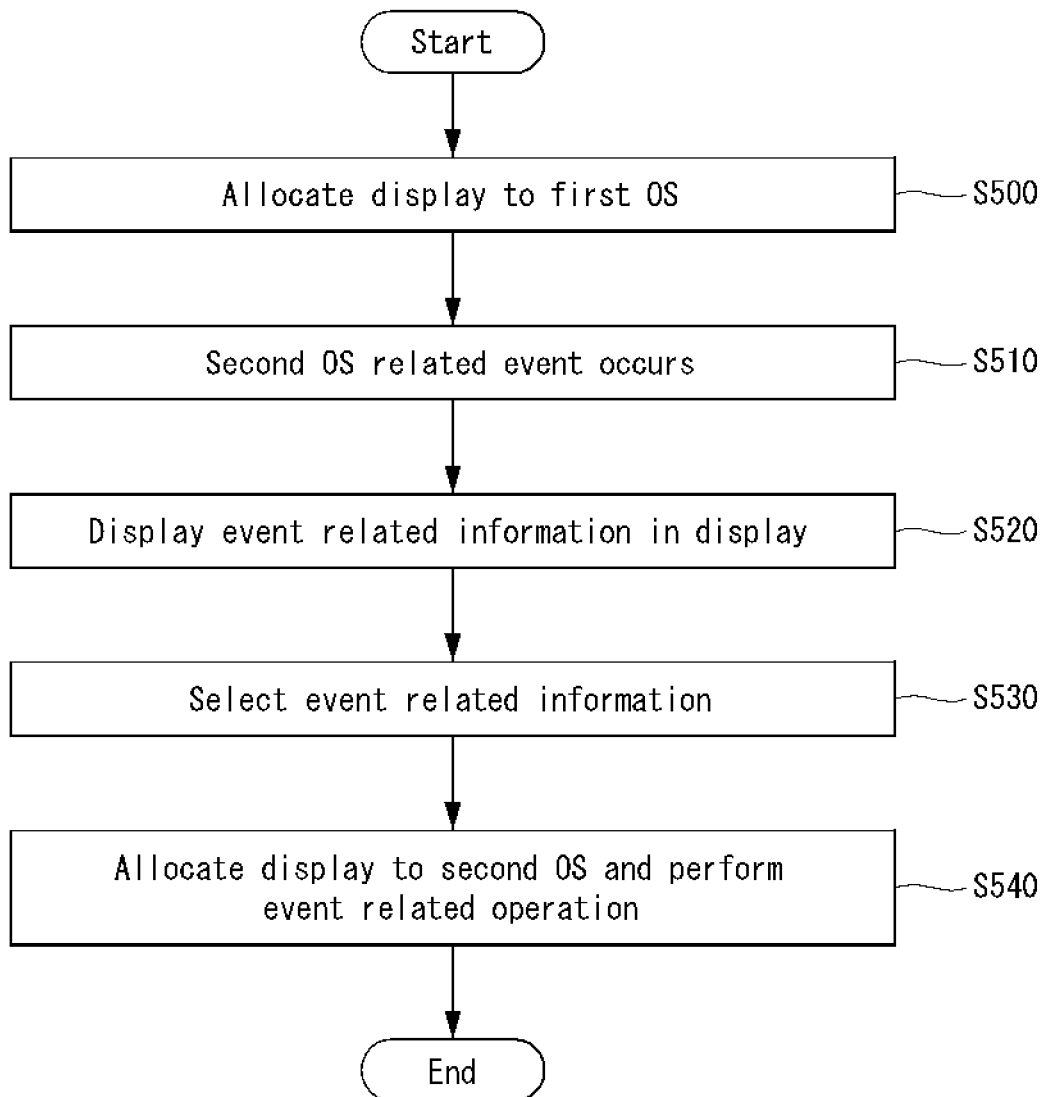 Start
Allocate display to first OS
S500
Second OS related event occurs
S510
Display event related information in display
S520
Select event related information
S530
Allocate display to second OS and perform
event related operation
S540
End